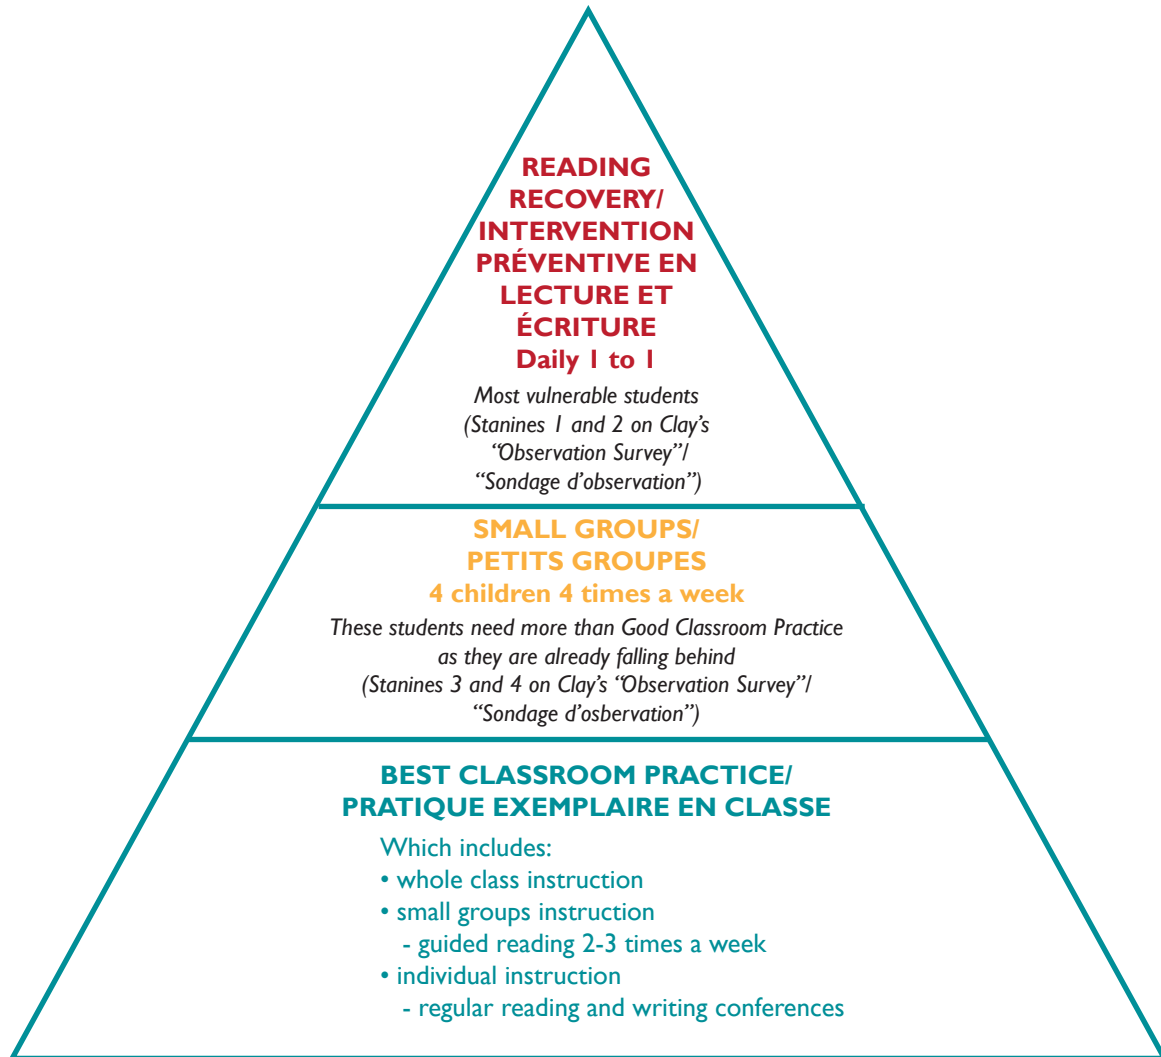 READING
RECOVERY/
INTERVENTION
PRÉVENTIVE EN
LECTURE ET
ÉCRITURE
Daily 1 to 1
Most vulnerable students
(Stanines 1 and 2 on Clay's
“Observation Survey”/
“Sondage d'observation”)
SMALL GROUPS/
PETITS GROUPES
4 children 4 times a week
These students need more than Good Classroom Practice
as they are already falling behind
(Stanines 3 and 4 on Clay's “Observation Survey”/
“Sondage d'osbervation”)
BEST CLASSROOM PRACTICE/
PRATIQUE EXEMPLAIRE EN CLASSE
Which includes:
• whole class instruction
• small groups instruction
- guided reading 2-3 times a week
• individual instruction
- regular reading and writing conferences